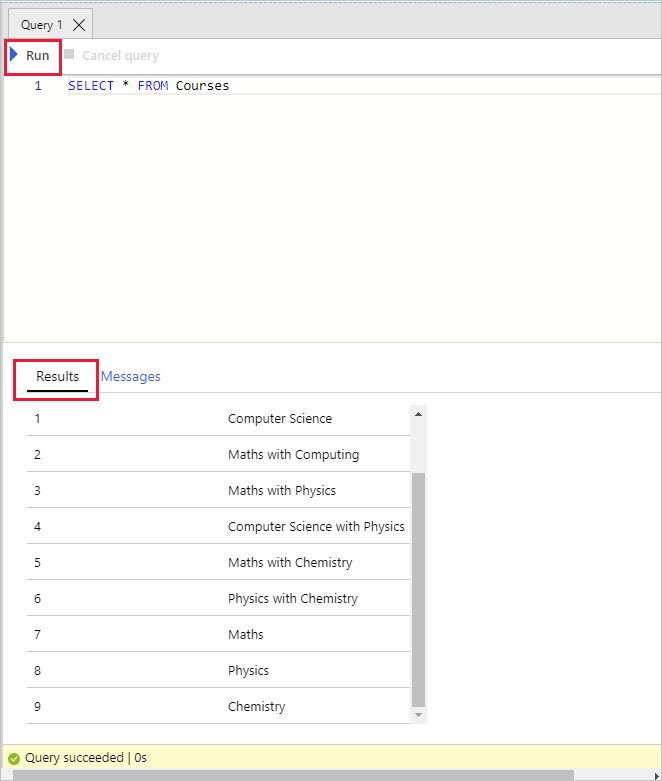 Query 1
Run Cancel query
1 SELECT * FROM Courses
Results Messages
1 Computer Science
2 Maths with Computing
3 Maths with Physics
4 Computer Science with Physics
5 Maths with Chemistry
6 Physics with Chemistry
7 Maths
8 Physics
9 Chemistry
Query succeeded | 0s